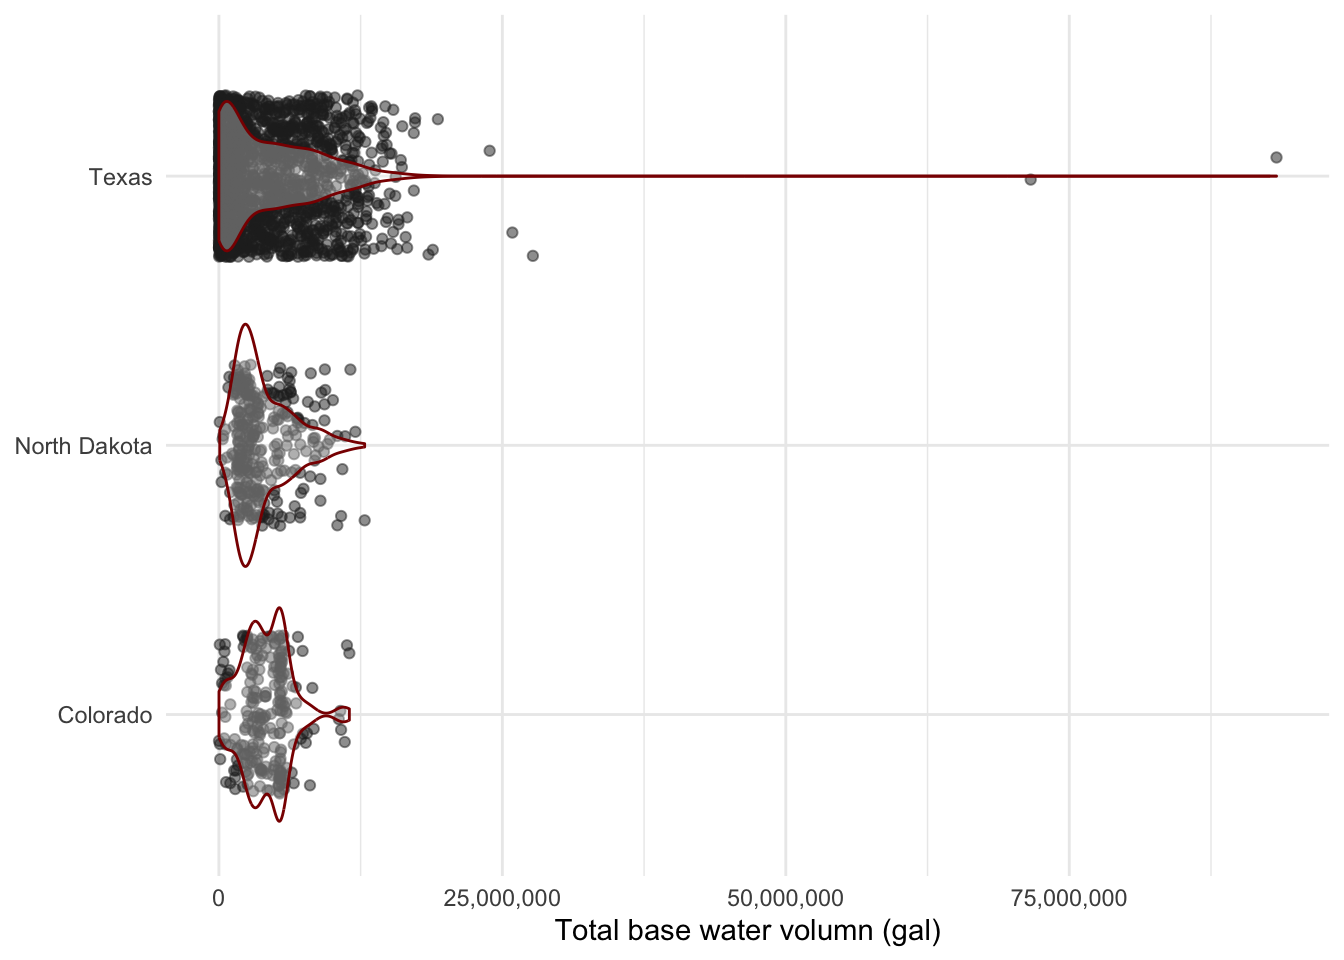 Texas
North Dakota
Colorado
0 25,000,000 50,000,000 75,000,000
Total base water volumn (gal)